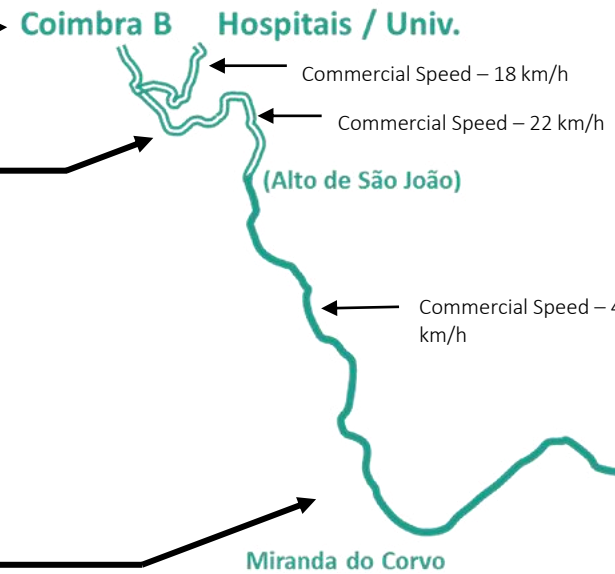 Coimbra B Hospitais / Univ.
Commercial Speed – 18 km/h
Commercial Speed – 22 km/h
(Alto de São João)
Commercial Speed –
km/h
Miranda do Corvo